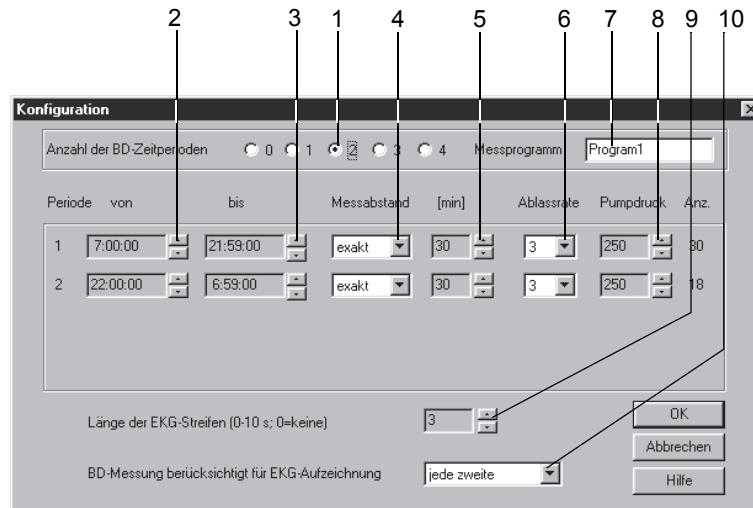 2 3 1 4 5 6 7 8 9 10
Konfiguration
Anzahl der BD-Zeitperioden 0 1 2 3 4 Messprogramm Program1
Periode von bis Messabstand [min] Ablassrate Pumpdruck Anz.
1 7:00:00 21:59:00 exakt 30 3 250 30
2 22:00:00 6:59:00 exakt 30 3 250 18
Länge der EKG-Streifen (0-10 s; 0=keine) 3 OK
Abbrechen
BD-Messung berücksichtigt für EKG-Aufzeichnung jede zweite Hilfe